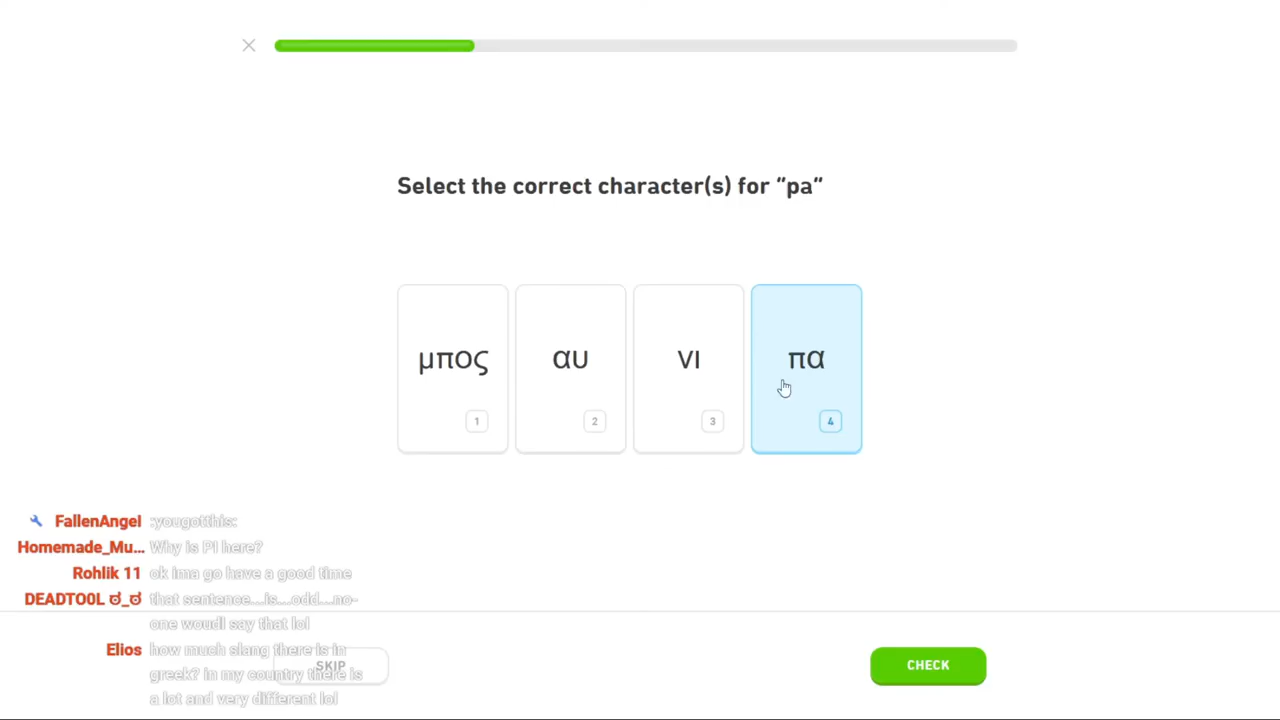 Select the correct character(s) for “pa”
μπος
αυ
νι
πα
1
2
3
4
FallenAngel :yougotthis:
Homemade_Mu... Why is PI here?
Rohlik 11 ok ima go have a good time
DEADTO0L ಠ_ಠ that sentence....is....odd....no-
one woudl say that lol
Elios how much slang there is in
greek? in my country there is
a lot and very different lol
SKIP
CHECK